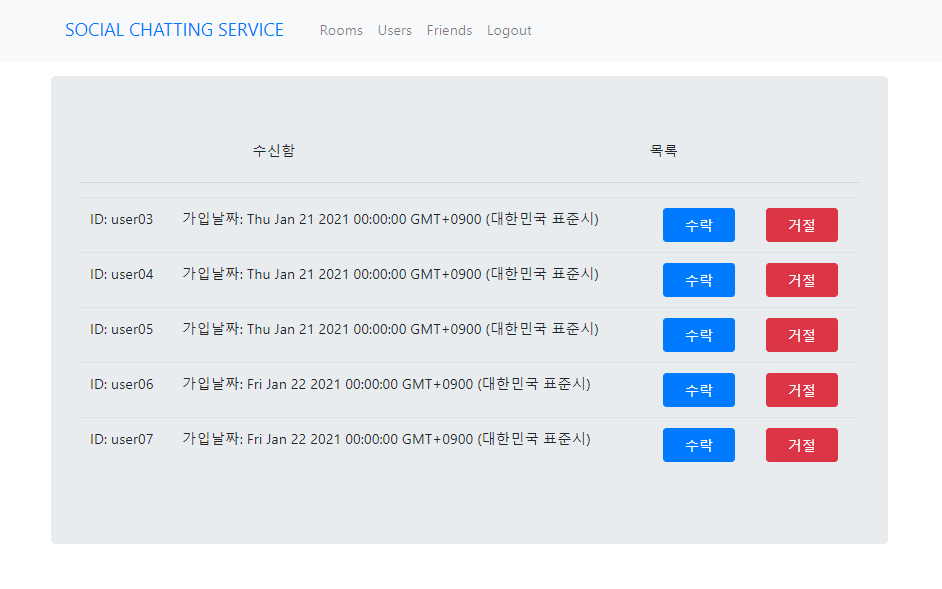 SOCIAL CHATTING SERVICE Rooms Users Friends Logout
수신함 목록
ID: user03 가입날짜: Thu Jan 21 2021 00:00:00 GMT+0900 (대한민국 표준시) 수락 거절
ID: user04 가입날짜: Thu Jan 21 2021 00:00:00 GMT+0900 (대한민국 표준시) 수락 거절
ID: user05 가입날짜: Thu Jan 21 2021 00:00:00 GMT+0900 (대한민국 표준시) 수락 거절
ID: user06 가입날짜: Fri Jan 22 2021 00:00:00 GMT+0900 (대한민국 표준시) 수락 거절
ID: user07 가입날짜: Fri Jan 22 2021 00:00:00 GMT+0900 (대한민국 표준시) 수락 거절